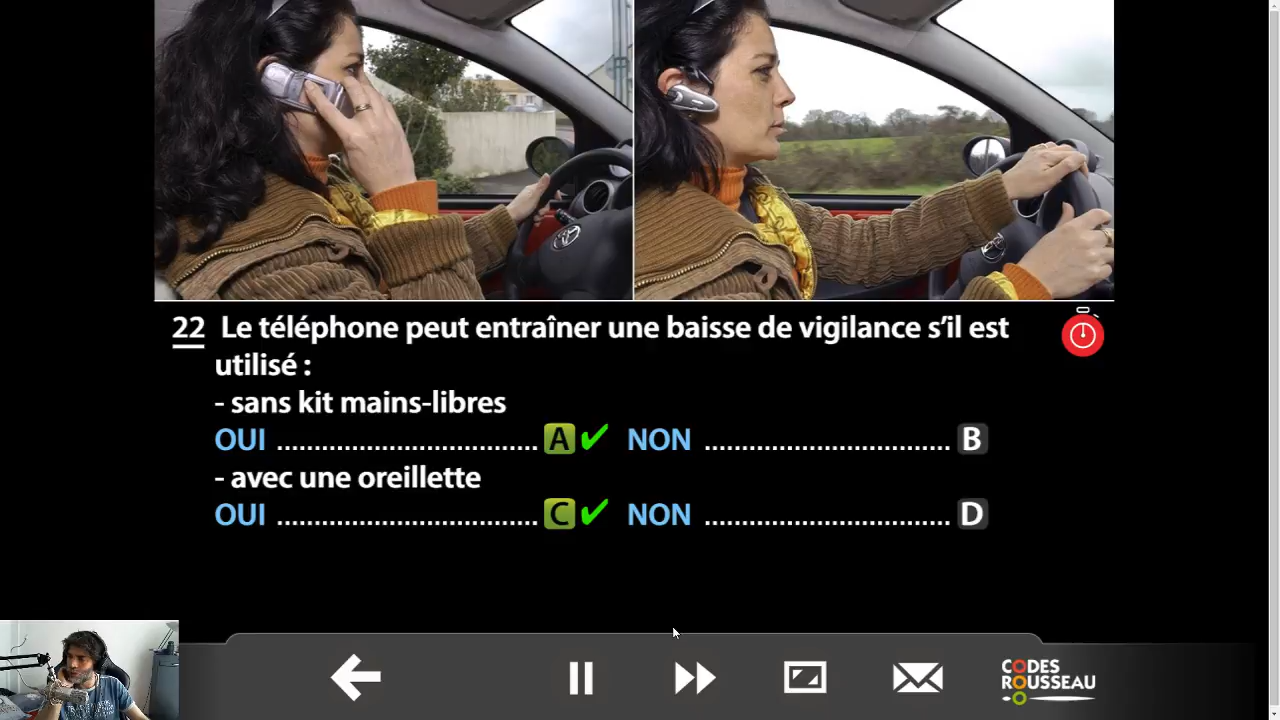 22 Le téléphone peut entraîner une baisse de vigilance s’il est
utilisé :
- sans kit mains-libres
OUI .................................. A ✔ NON ................................ B
- avec une oreillette
OUI .................................. C ✔ NON ................................ D
CODES
ROUSSEAU